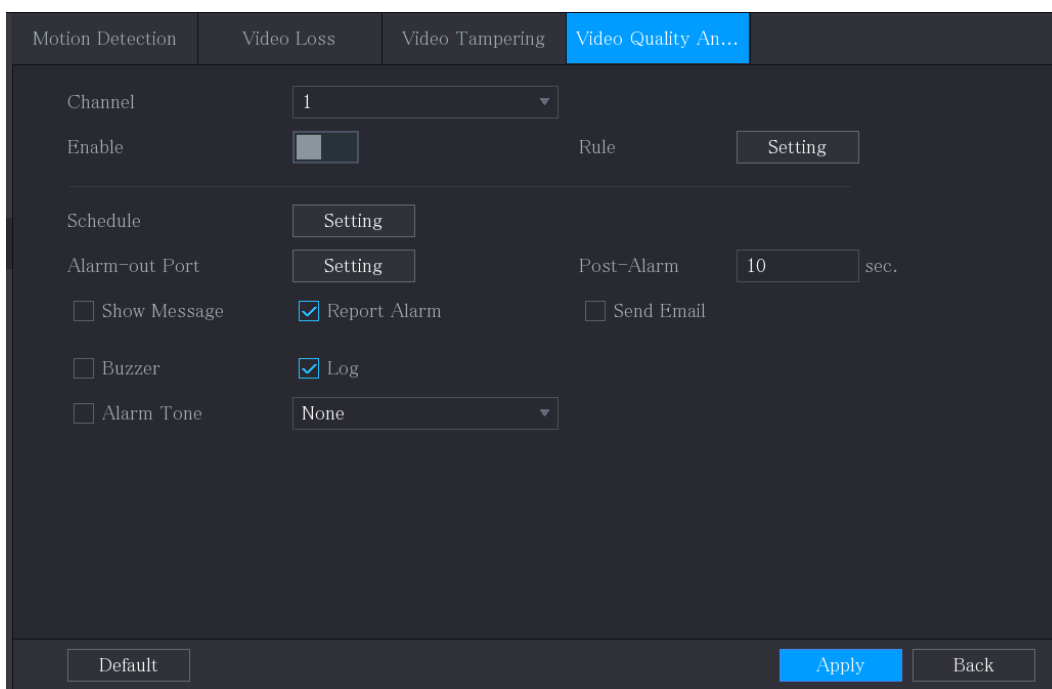 Motion Detection Video Loss Video Tampering Video Quality An...
Channel 1
Enable Rule Setting
Schedule Setting
Alarm-out Port Setting Post-Alarm 10 sec.
Show Message Report Alarm Send Email
Buzzer Log
Alarm Tone None
Default Apply Back